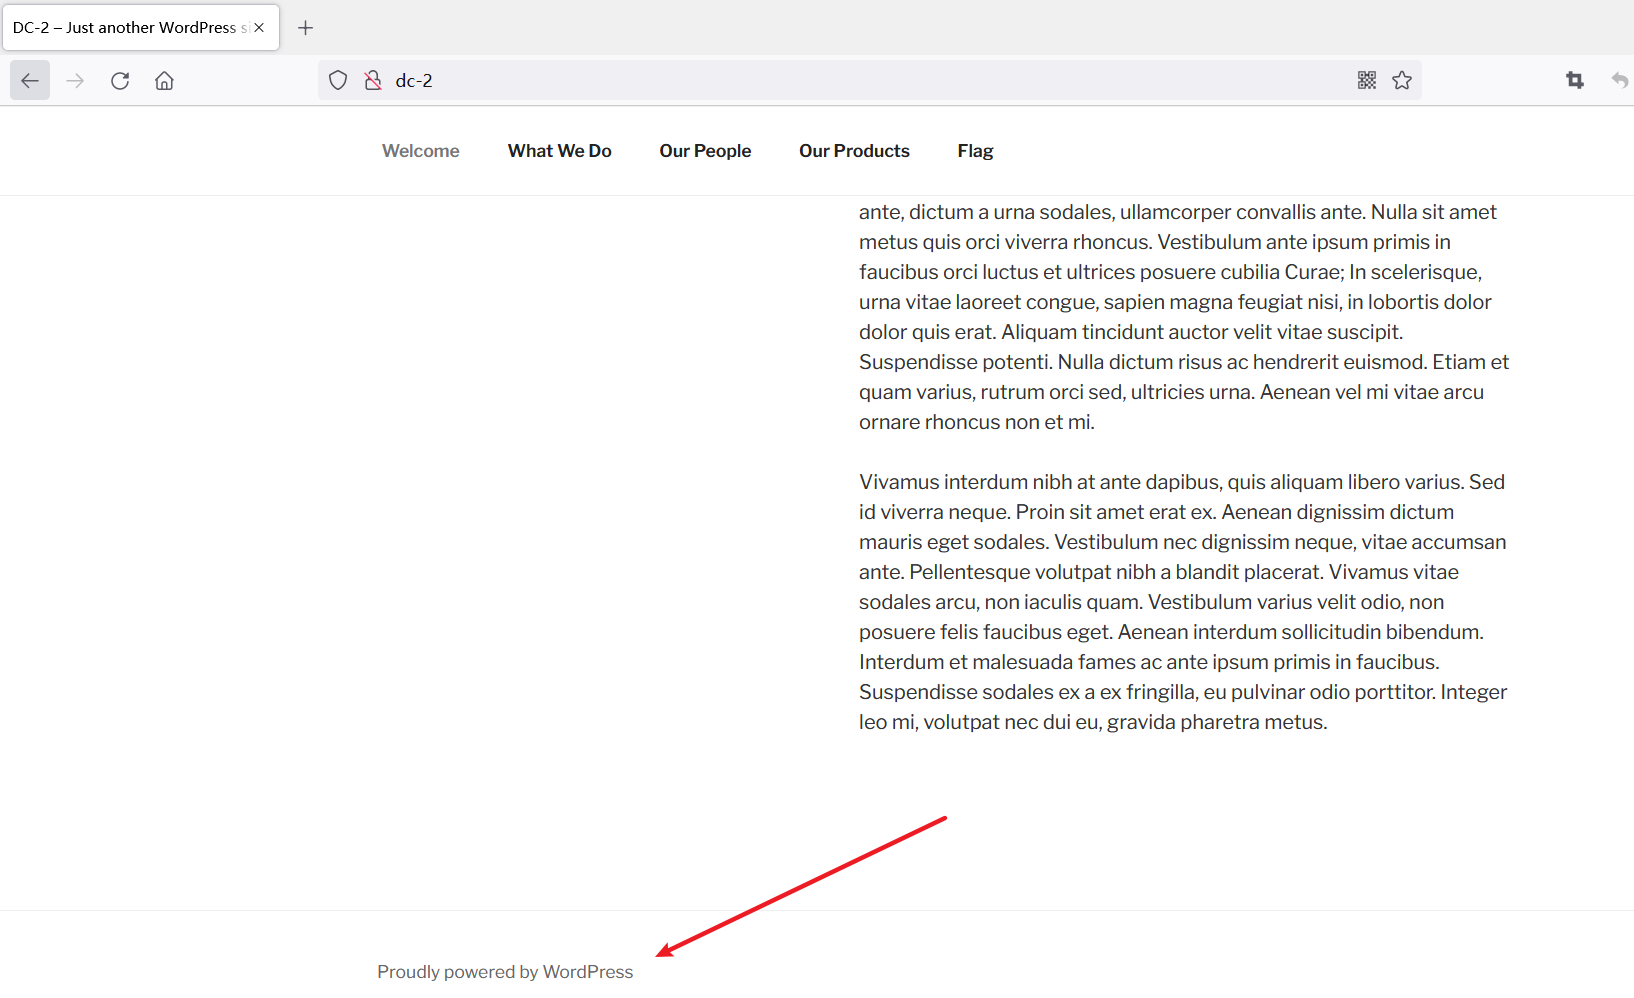 DC-2 – Just another WordPress si
dc-2
Welcome What We Do Our People Our Products Flag
ante, dictum a urna sodales, ullamcorper convallis ante. Nulla sit amet
metus quis orci viverra rhoncus. Vestibulum ante ipsum primis in
faucibus orci luctus et ultrices posuere cubilia Curae; In scelerisque,
urna vitae laoreet congue, sapien magna feugiat nisi, in lobortis dolor
dolor quis erat. Aliquam tincidunt auctor velit vitae suscipit.
Suspendisse potenti. Nulla dictum risus ac hendrerit euismod. Etiam et
quam varius, rutrum orci sed, ultricies urna. Aenean vel mi vitae arcu
ornare rhoncus non et mi.
Vivamus interdum nibh at ante dapibus, quis aliquam libero varius. Sed
id viverra neque. Proin sit amet erat ex. Aenean dignissim dictum
mauris eget sodales. Vestibulum nec dignissim neque, vitae accumsan
ante. Pellentesque volutpat nibh a blandit placerat. Vivamus vitae
sodales arcu, non iaculis quam. Vestibulum varius velit odio, non
posuere felis faucibus eget. Aenean interdum sollicitudin bibendum.
Interdum et malesuada fames ac ante ipsum primis in faucibus.
Suspendisse sodales ex a ex fringilla, eu pulvinar odio porttitor. Integer
leo mi, volutpat nec dui eu, gravida pharetra metus.
Proudly powered by WordPress